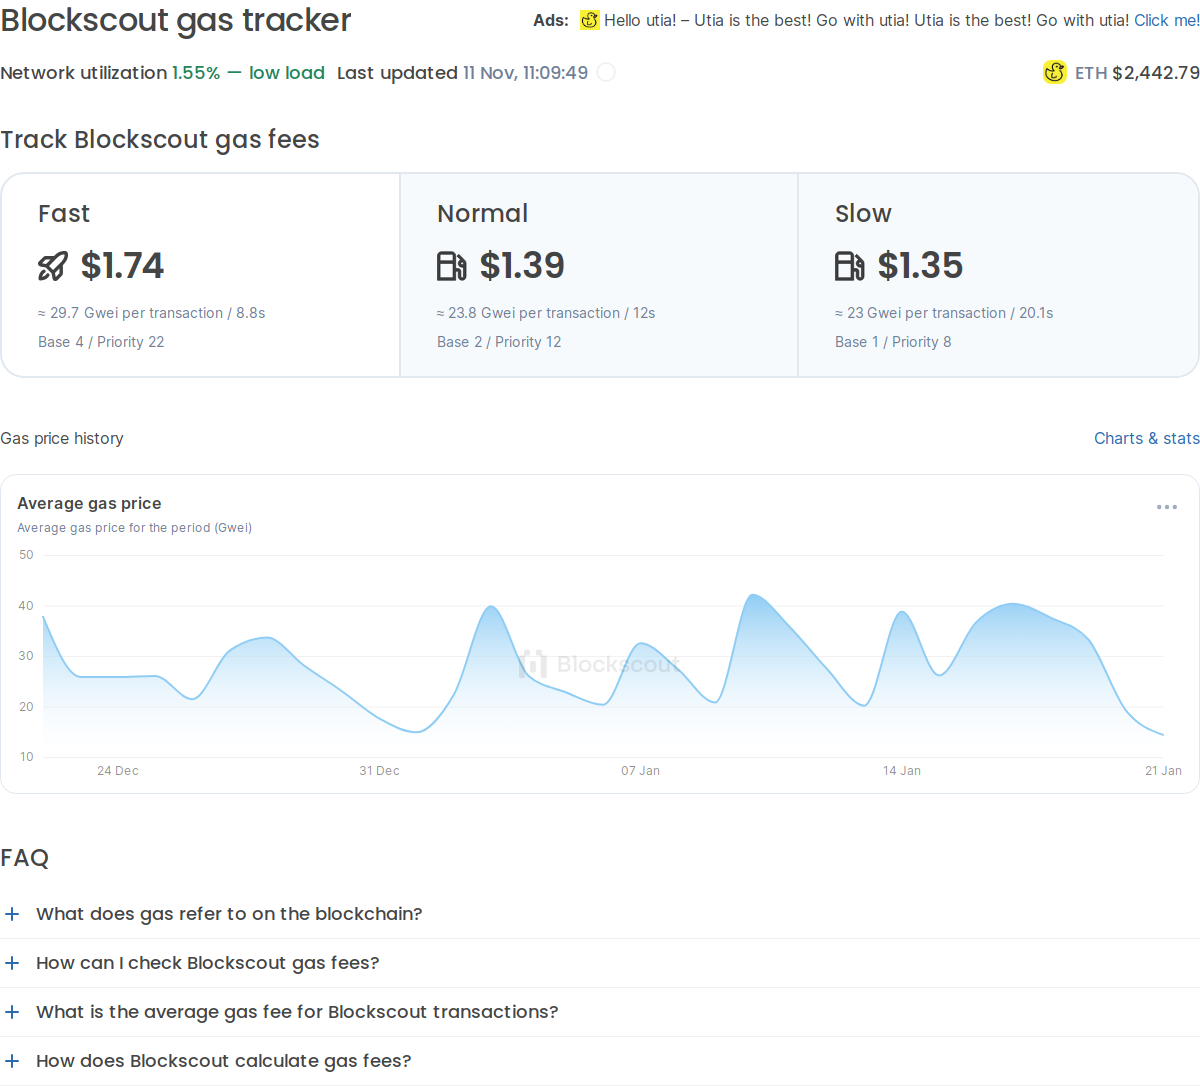 Blockscout gas tracker
Ads: Hello utia! – Utia is the best! Go with utia! Utia is the best! Go with utia! Click me!
Network utilization 1.55% — low load Last updated 11 Nov, 11:09:49
ETH $2,442.79
Track Blockscout gas fees
Fast
$1.74
≈ 29.7 Gwei per transaction / 8.8s
Base 4 / Priority 22
Normal
$1.39
≈ 23.8 Gwei per transaction / 12s
Base 2 / Priority 12
Slow
$1.35
≈ 23 Gwei per transaction / 20.1s
Base 1 / Priority 8
Gas price history
Charts & stats
Average gas price
Average gas price for the period (Gwei)
50
40
30
20
10
Blockscout
24 Dec
31 Dec
07 Jan
14 Jan
21 Jan
FAQ
What does gas refer to on the blockchain?
How can I check Blockscout gas fees?
What is the average gas fee for Blockscout transactions?
How does Blockscout calculate gas fees?